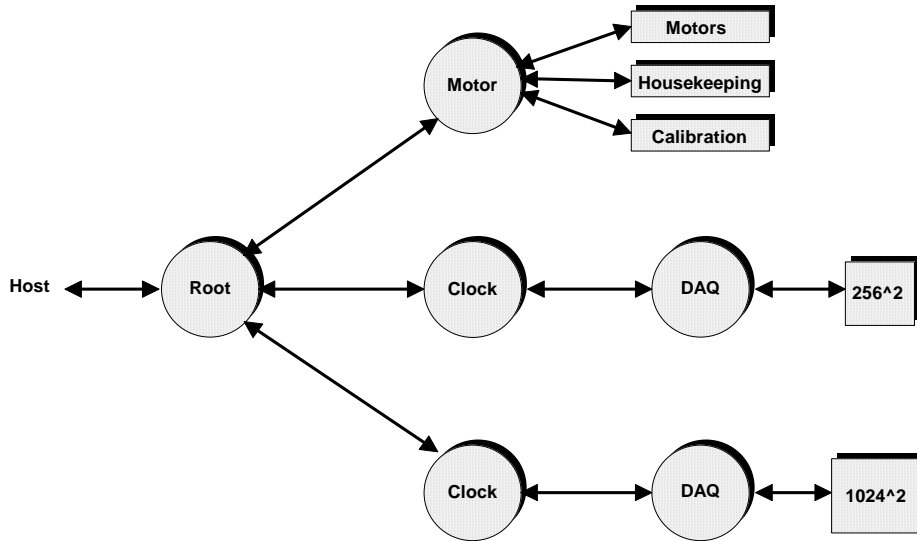 Motors
Motor
Housekeeping
Calibration
Host
Root
Clock
DAQ
256^2
Clock
DAQ
1024^2